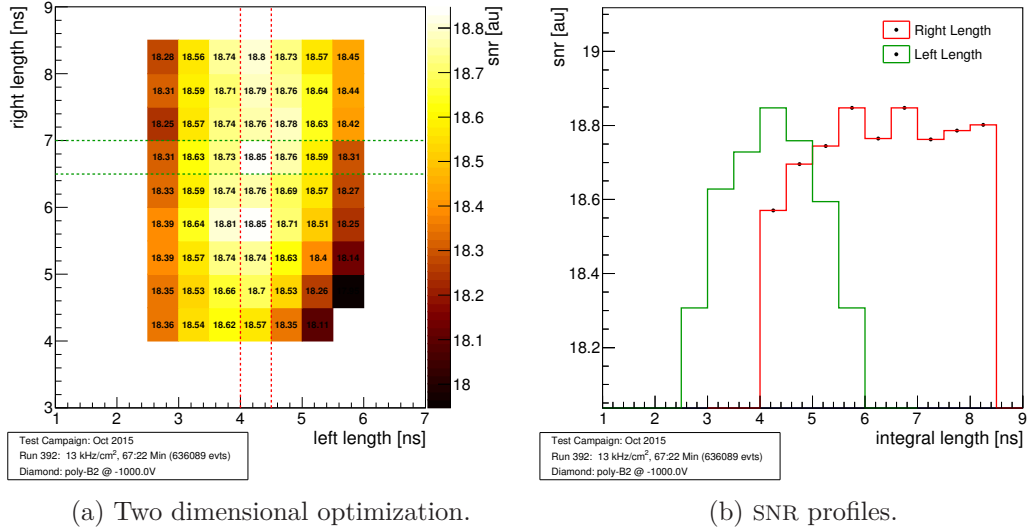 right length [ns]
9
8
7
6
5
4
3
18.28 18.56 18.74 18.8 18.73 18.57 18.45
18.31 18.59 18.71 18.79 18.76 18.64 18.44
18.25 18.57 18.74 18.76 18.78 18.63 18.42
18.31 18.63 18.73 18.85 18.76 18.59 18.31
18.33 18.59 18.74 18.76 18.69 18.57 18.27
18.39 18.64 18.81 18.85 18.71 18.51 18.25
18.39 18.57 18.74 18.74 18.63 18.4 18.14
18.35 18.53 18.66 18.7 18.53 18.26
18.36 18.54 18.62 18.57 18.35 18.11
1 2 3 4 5 6 7
left length [ns]
snr [au]
18.8
18.7
18.6
18.5
18.4
18.3
18.2
18.1
18
Test Campaign: Oct 2015
Run 392: 13 kHz/cm², 67:22 Min (636089 evts)
Diamond: poly-B2 @ -1000.0V
(a) Two dimensional optimization.
snr [au]
19
18.8
18.6
18.4
18.2
Right Length
Left Length
1 2 3 4 5 6 7 8 9
integral length [ns]
Test Campaign: Oct 2015
Run 392: 13 kHz/cm², 67:22 Min (636089 evts)
Diamond: poly-B2 @ -1000.0V
(b) SNR profiles.